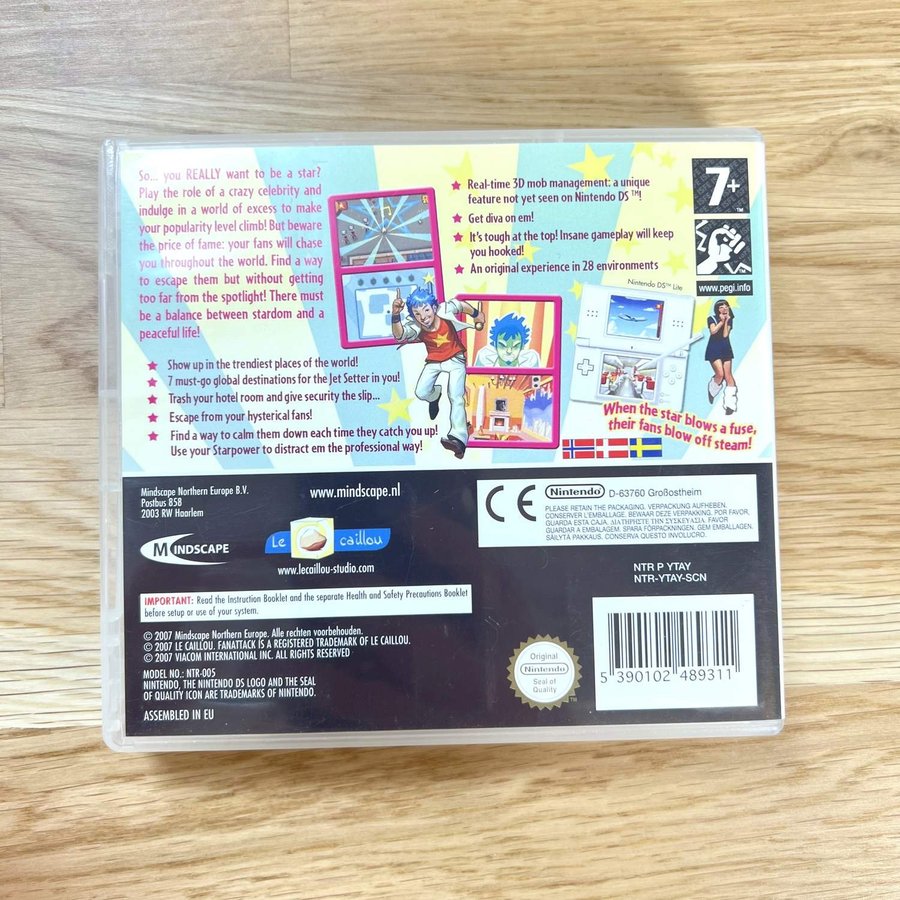 So... you REALLY want to be a star?
Play the role of a crazy celebrity and
indulge in a world of excess to make
your popularity level climb! But beware
the price of fame: your fans will chase
you throughout the world. Find a way
to escape them but without getting
too far from the spotlight! There must
be a balance between stardom and a
peaceful life!
★ Show up in the trendiest places of the world!
★ 7 must-go global destinations for the Jet Setter in you!
★ Trash your hotel room and give security the slip...
★ Escape from your hysterical fans!
★ Find a way to calm them down each time they catch you up!
Use your Starpower to distract em the professional way!
★ Real-time 3D mob management: a unique
feature not yet seen on Nintendo DS™!
★ Get diva on em!
★ It's tough at the top! Insane gameplay will keep
you hooked!
★ An original experience in 28 environments
7+
™
www.pegi.info
Nintendo DS™ Lite
When the star blows a fuse,
their fans blow off steam!
Mindscape Northern Europe B.V.
Postbus 858
2003 RW Haarlem
www.mindscape.nl
MINDSCAPE
Le caillou
www.lecaillou-studio.com
CE
Nintendo D-63760 Großostheim
PLEASE RETAIN THE PACKAGING. VERPACKUNG AUFHEBEN.
CONSERVER L'EMBALLAGE. BEWAAR DEZE VERPAKKING. POR FAVOR,
GUARDA ESTA CAJA. ΔΙΑΤΗΡΗΣΤΕ ΤΗΝ ΣΥΣΚΕΥΑΣΙΑ. FAVOR
GUARDAR A EMBALAGEM. SPARA FÖRPACKNINGEN. GEM EMBALLAGEN.
SÄILYTÄ PAKKAUS. CONSERVA QUESTO INVOLUCRO.
NTR P YTAY
NTR-YTAY-SCN
IMPORTANT: Read the Instruction Booklet and the separate Health and Safety Precautions Booklet
before setup or use of your system.
© 2007 Mindscape Northern Europe. Alle rechten voorbehouden.
© 2007 LE CAILLOU. FANATTACK IS A REGISTERED TRADEMARK OF LE CAILLOU.
© 2007 VIACOM INTERNATIONAL INC. ALL RIGHTS RESERVED
MODEL NO.: NTR-005
NINTENDO, THE NINTENDO DS LOGO AND THE SEAL
OF QUALITY ICON ARE TRADEMARKS OF NINTENDO.
ASSEMBLED IN EU
Original
Nintendo
Seal of
Quality
™
5 390102 489311